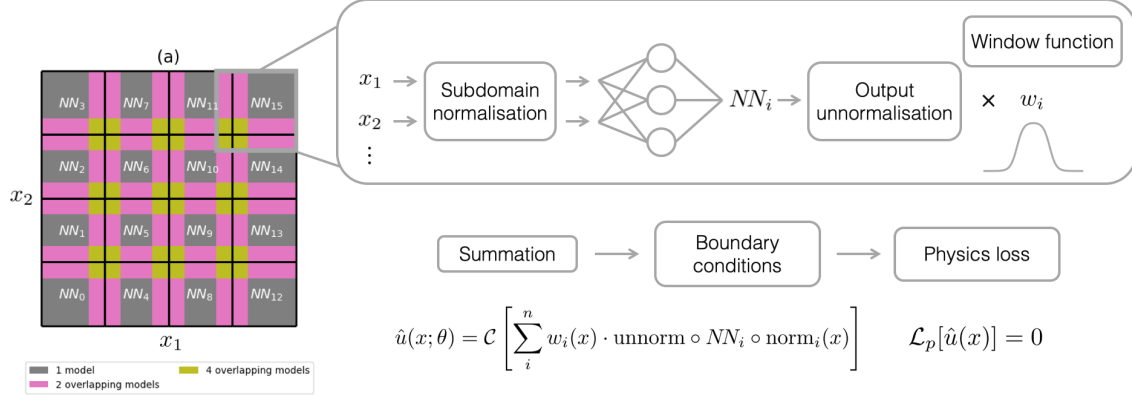 (a)
NN3 NN7 NN11 NN15
NN2 NN6 NN10 NN14
NN1 NN5 NN9 NN13
NN0 NN4 NN8 NN12
x2
x1
1 model
2 overlapping models
4 overlapping models
x1
x2
⋮
Subdomain
normalisation
NNi
Output
unnormalisation
Window function
× wi
Summation
Boundary
conditions
Physics loss
û(x; θ) = 𝒞 [ ∑_i^n wi(x) · unnorm ∘ NNi ∘ normi(x) ]
ℒp[û(x)] = 0